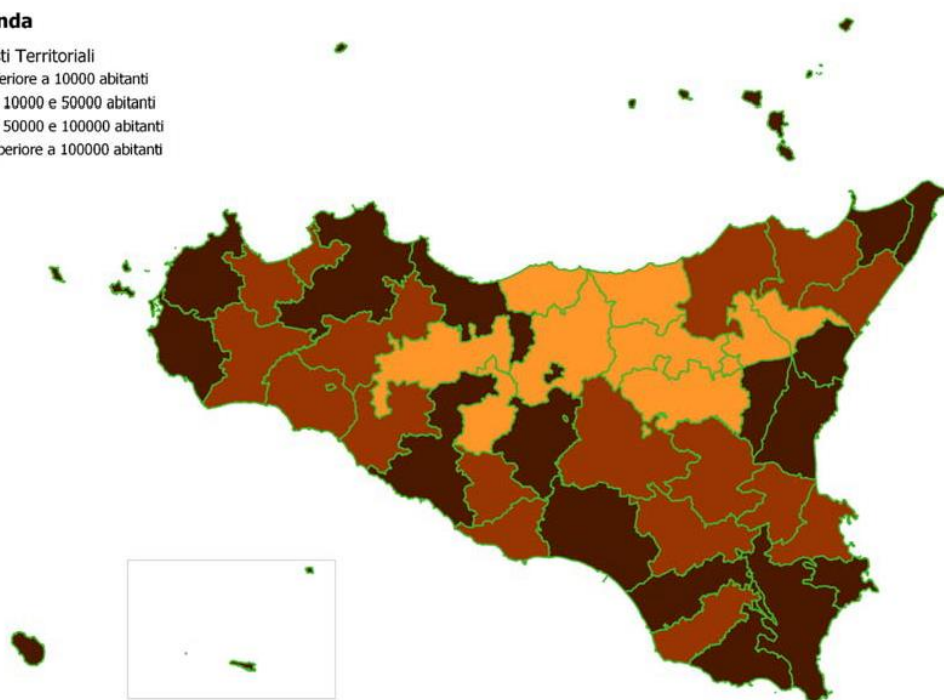 nda
ti Territoriali
eriore a 10000 abitanti
10000 e 50000 abitanti
50000 e 100000 abitanti
periore a 100000 abitanti